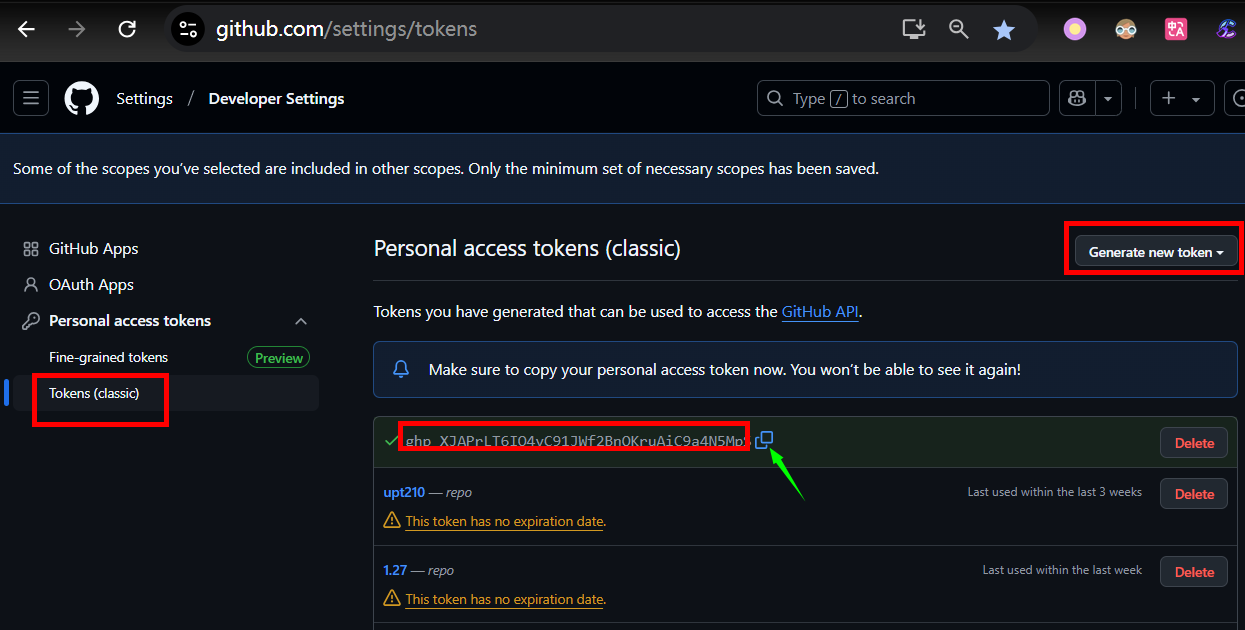 github.com/settings/tokens
Settings / Developer Settings
Type / to search
Some of the scopes you’ve selected are included in other scopes. Only the minimum set of necessary scopes has been saved.
GitHub Apps
OAuth Apps
Personal access tokens
Fine-grained tokens Preview
Tokens (classic)
Personal access tokens (classic)
Generate new token
Tokens you have generated that can be used to access the GitHub API.
Make sure to copy your personal access token now. You won’t be able to see it again!
Delete
upt210 — repo
Last used within the last 3 weeks
Delete
This token has no expiration date.
1.27 — repo
Last used within the last week
Delete
This token has no expiration date.